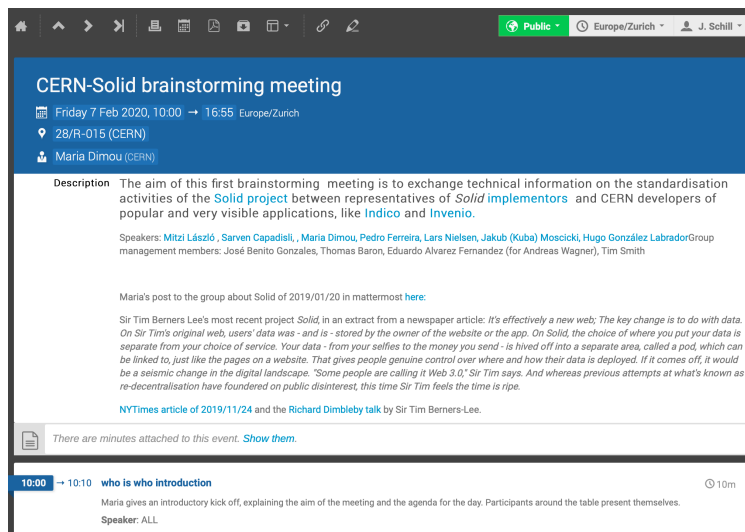 Public Europe/Zurich J. Schill
CERN-Solid brainstorming meeting
Friday 7 Feb 2020, 10:00 → 16:55 Europe/Zurich
28/R-015 (CERN)
Maria Dimou (CERN)
Description The aim of this first brainstorming meeting is to exchange technical information on the standardisation
activities of the Solid project between representatives of Solid implementors and CERN developers of
popular and very visible applications, like Indico and Invenio.
Speakers: Mitzi László , Sarven Capadisli, , Maria Dimou, Pedro Ferreira, Lars Nielsen, Jakub (Kuba) Moscicki, Hugo González LabradorGroup
management members: José Benito Gonzales, Thomas Baron, Eduardo Alvarez Fernandez (for Andreas Wagner), Tim Smith
Maria's post to the group about Solid of 2019/01/20 in mattermost here:
Sir Tim Berners Lee's most recent project Solid, in an extract from a newspaper article: It's effectively a new web; The key change is to do with data.
On Sir Tim's original web, users' data was - and is - stored by the owner of the website or the app. On Solid, the choice of where you put your data is
separate from your choice of service. Your data - from your selfies to the money you send - is hived off into a separate area, called a pod, which can
be linked to, just like the pages on a website. That gives people genuine control over where and how their data is deployed. If it comes off, it would
be a seismic change in the digital landscape. "Some people are calling it Web 3.0," Sir Tim says. And whereas previous attempts at what's known as
re-decentralisation have foundered on public disinterest, this time Sir Tim feels the time is ripe.
NYTimes article of 2019/11/24 and the Richard Dimbleby talk by Sir Tim Berners-Lee.
There are minutes attached to this event. Show them.
10:00 → 10:10 who is who introduction 10m
Maria gives an introductory kick off, explaining the aim of the meeting and the agenda for the day. Participants around the table present themselves.
Speaker: ALL